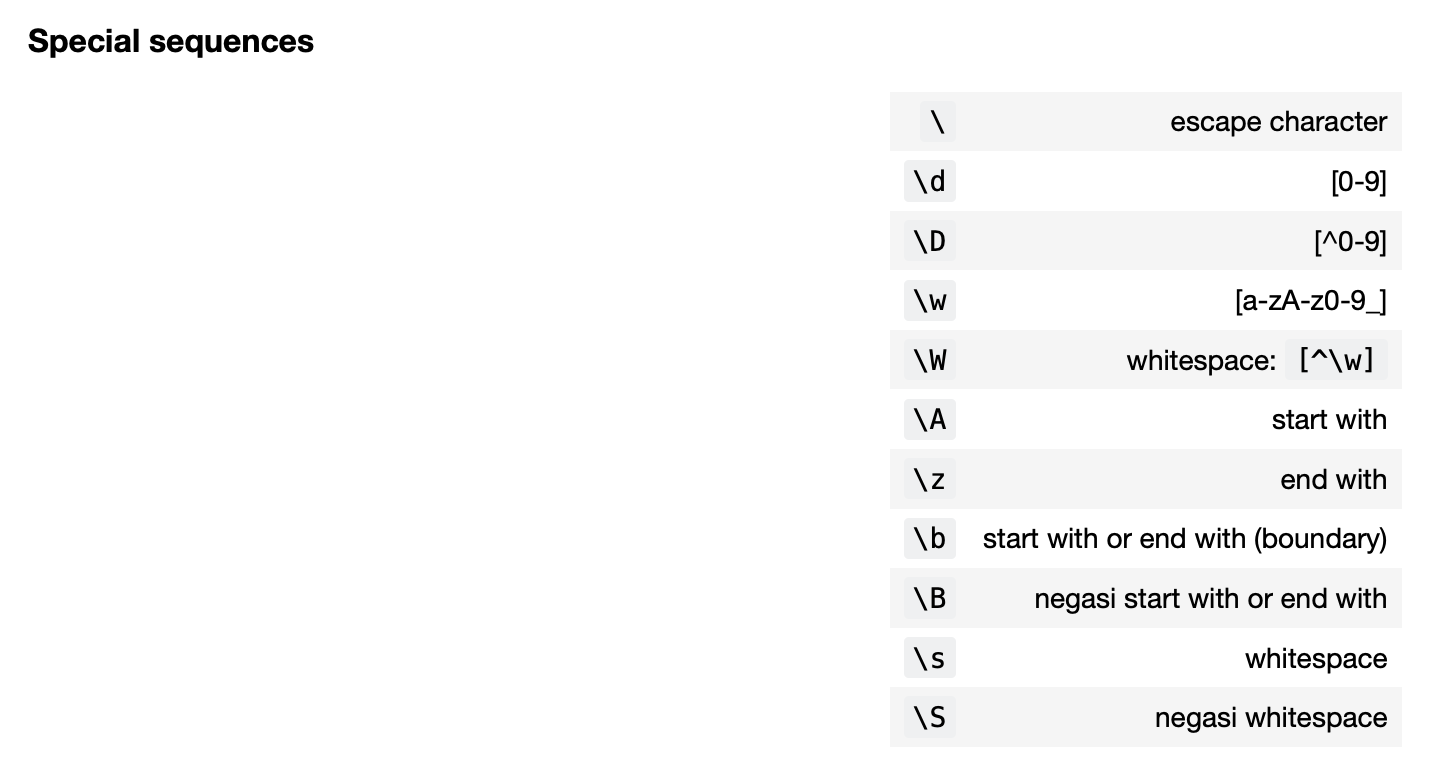 Special sequences
\ escape character
\d [0-9]
\D [^0-9]
\w [a-zA-z0-9_]
\W whitespace: [^\w]
\A start with
\z end with
\b start with or end with (boundary)
\B negasi start with or end with
\s whitespace
\S negasi whitespace